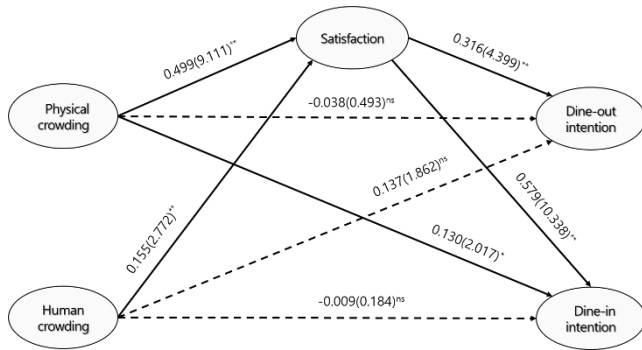 Satisfaction
0.499(9.111)**
0.316(4.399)**
Physical
crowding
-0.038(0.493)ns
Dine-out
intention
0.137(1.862)ns
0.579(10.338)**
0.155(2.772)**
0.130(2.017)*
Human
crowding
-0.009(0.184)ns
Dine-in
intention